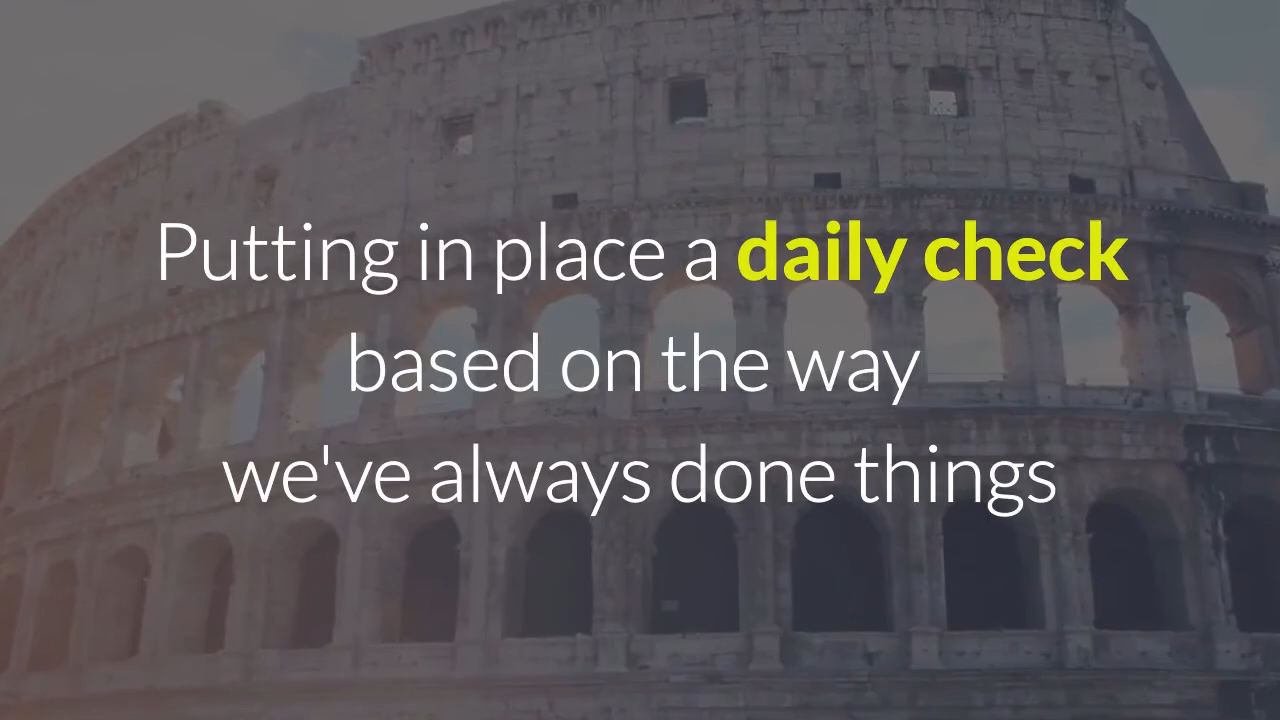 Putting in place a daily check
based on the way
we've always done things